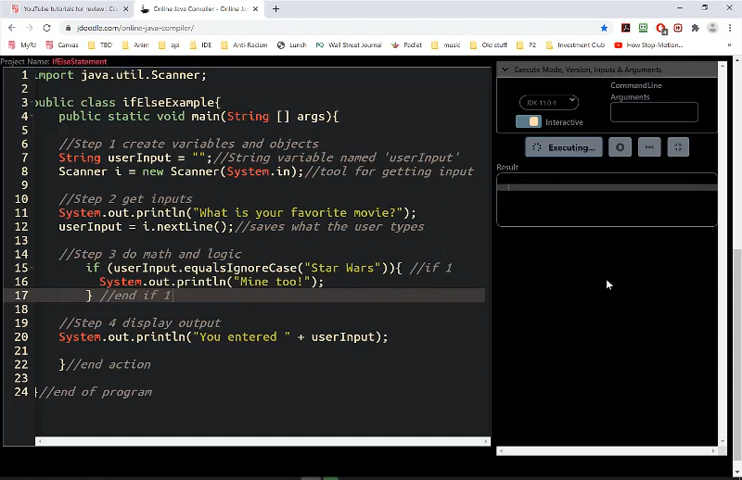 YouTube tutorials for review : Cu
Online Java Compiler - Online Jav
jdoodle.com/online-java-compiler/
MyRJ
Canvas
TBD
api
IDE
Anti-Racism
Lunch
Wall Street Journal
Padlet
music
Old stuff
P2
Investment Club
How Stop-Motion...
Project Name: IfElseStatement
1 import java.util.Scanner;
2
3 public class ifElseExample{
4 public static void main(String [] args){
5
6 //Step 1 create variables and objects
7 String userInput = "";//String variable named 'userInput'
8 Scanner i = new Scanner(System.in);//tool for getting input
9
10 //Step 2 get inputs
11 System.out.println("What is your favorite movie?");
12 userInput = i.nextLine();//saves what the user types
13
14 //Step 3 do math and logic
15 if (userInput.equalsIgnoreCase("Star Wars")){ //if 1
16 System.out.println("Mine too!");
17 } //end if 1
18
19 //Step 4 display output
20 System.out.println("You entered " + userInput);
21
22 }//end action
23
24 }//end of program
Execute Mode, Version, Inputs & Arguments
CommandLine
Arguments
JDK 11.0.4
Interactive
Executing...
Result